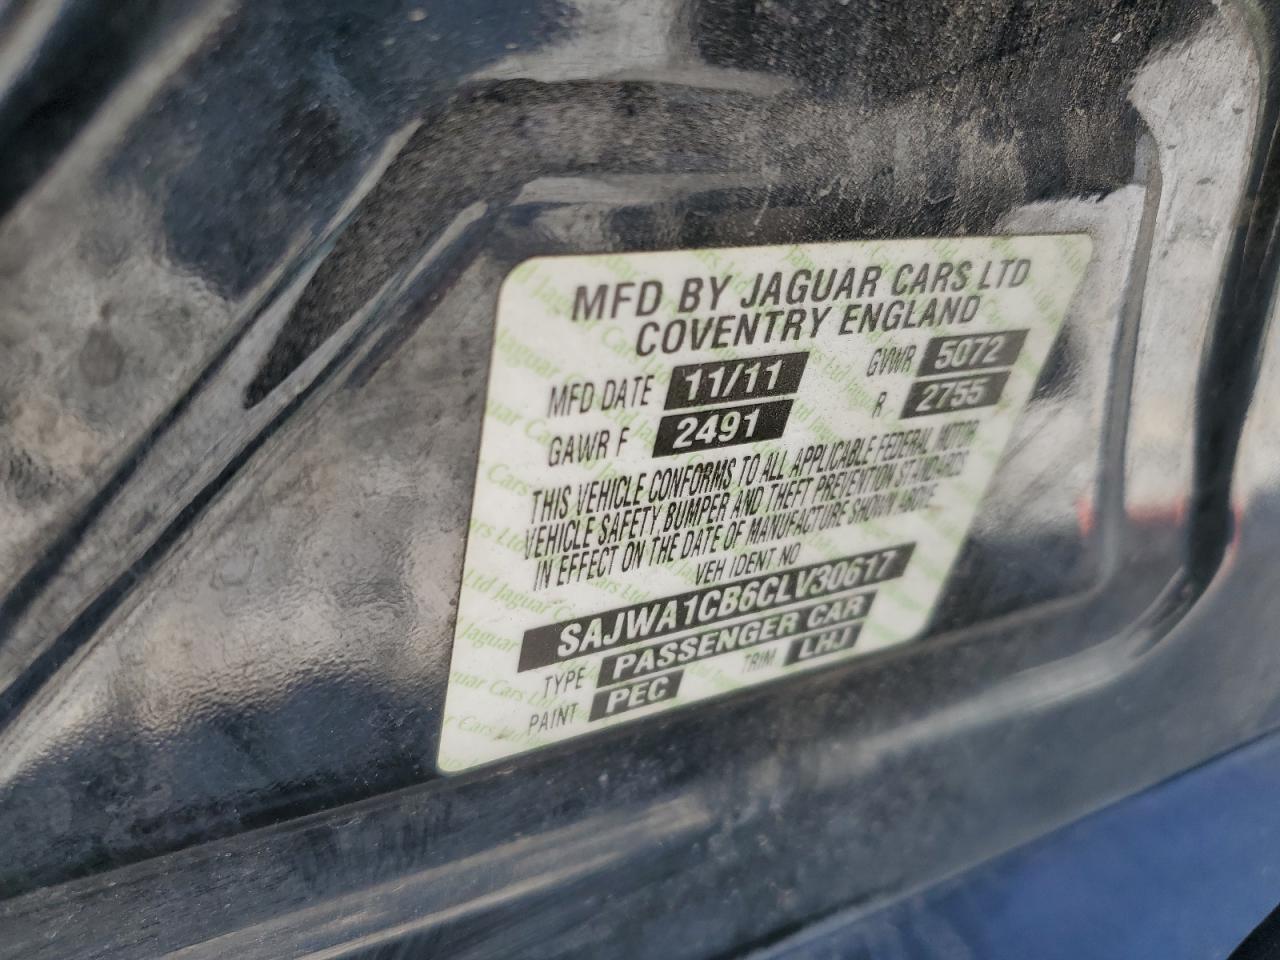 MFD BY JAGUAR CARS LTD
COVENTRY ENGLAND
MFD DATE 11/11 GVWR 5072
GAWR F 2491 R 2755
THIS VEHICLE CONFORMS TO ALL APPLICABLE FEDERAL MOTOR
VEHICLE SAFETY BUMPER AND THEFT PREVENTION STANDARDS
IN EFFECT ON THE DATE OF MANUFACTURE SHOWN ABOVE
VEH IDENT NO
SAJWA1CB6CLV30617
TYPE PASSENGER CAR
PAINT PEC TRIM LHJ